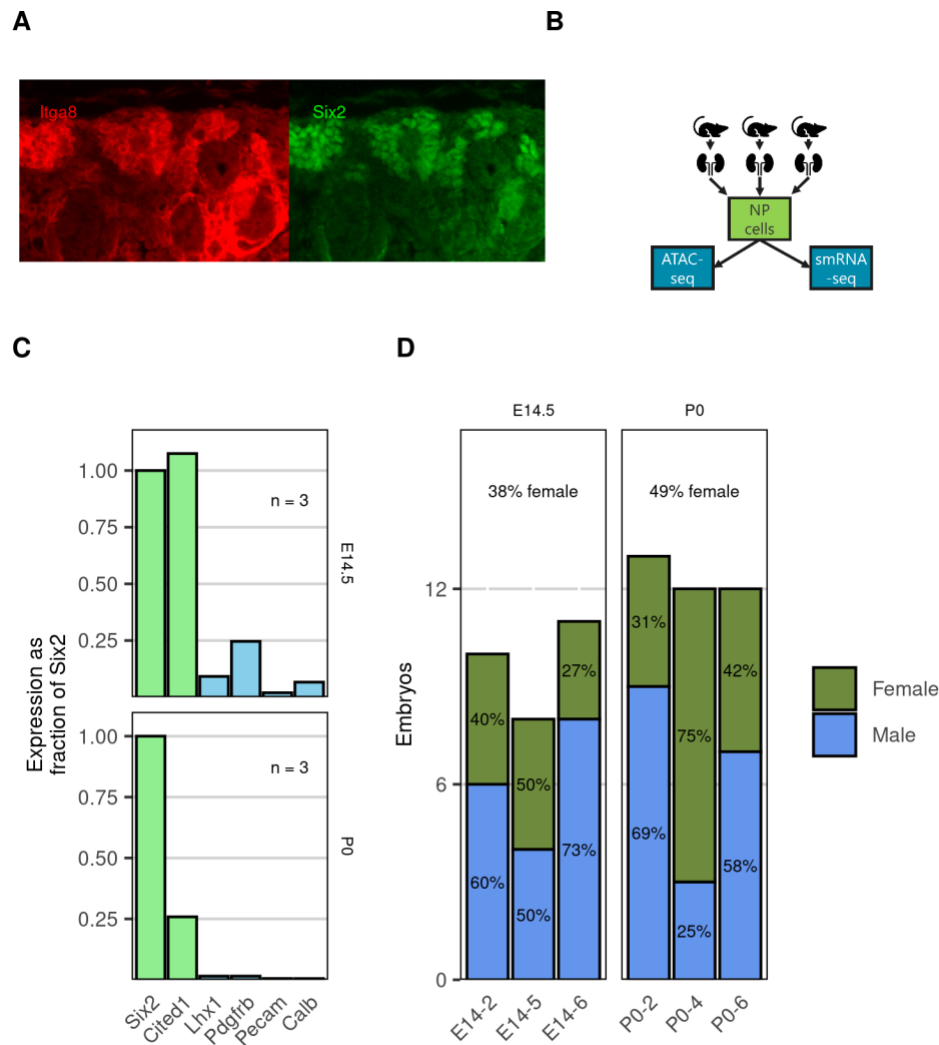 A
B
Itga8
Six2
NP
cells
ATAC-
seq
smRNA
-seq
C
D
E14.5
P0
1.00
0.75
0.50
0.25
n = 3
E14.5
1.00
0.75
0.50
0.25
n = 3
P0
Expression as
fraction of Six2
Six2
Cited1
Lhx1
Pdgfrb
Pecam
Calb
38% female
49% female
12
6
0
Embryos
40%
60%
50%
50%
27%
73%
31%
69%
75%
25%
42%
58%
E14-2
E14-5
E14-6
P0-2
P0-4
P0-6
Female
Male